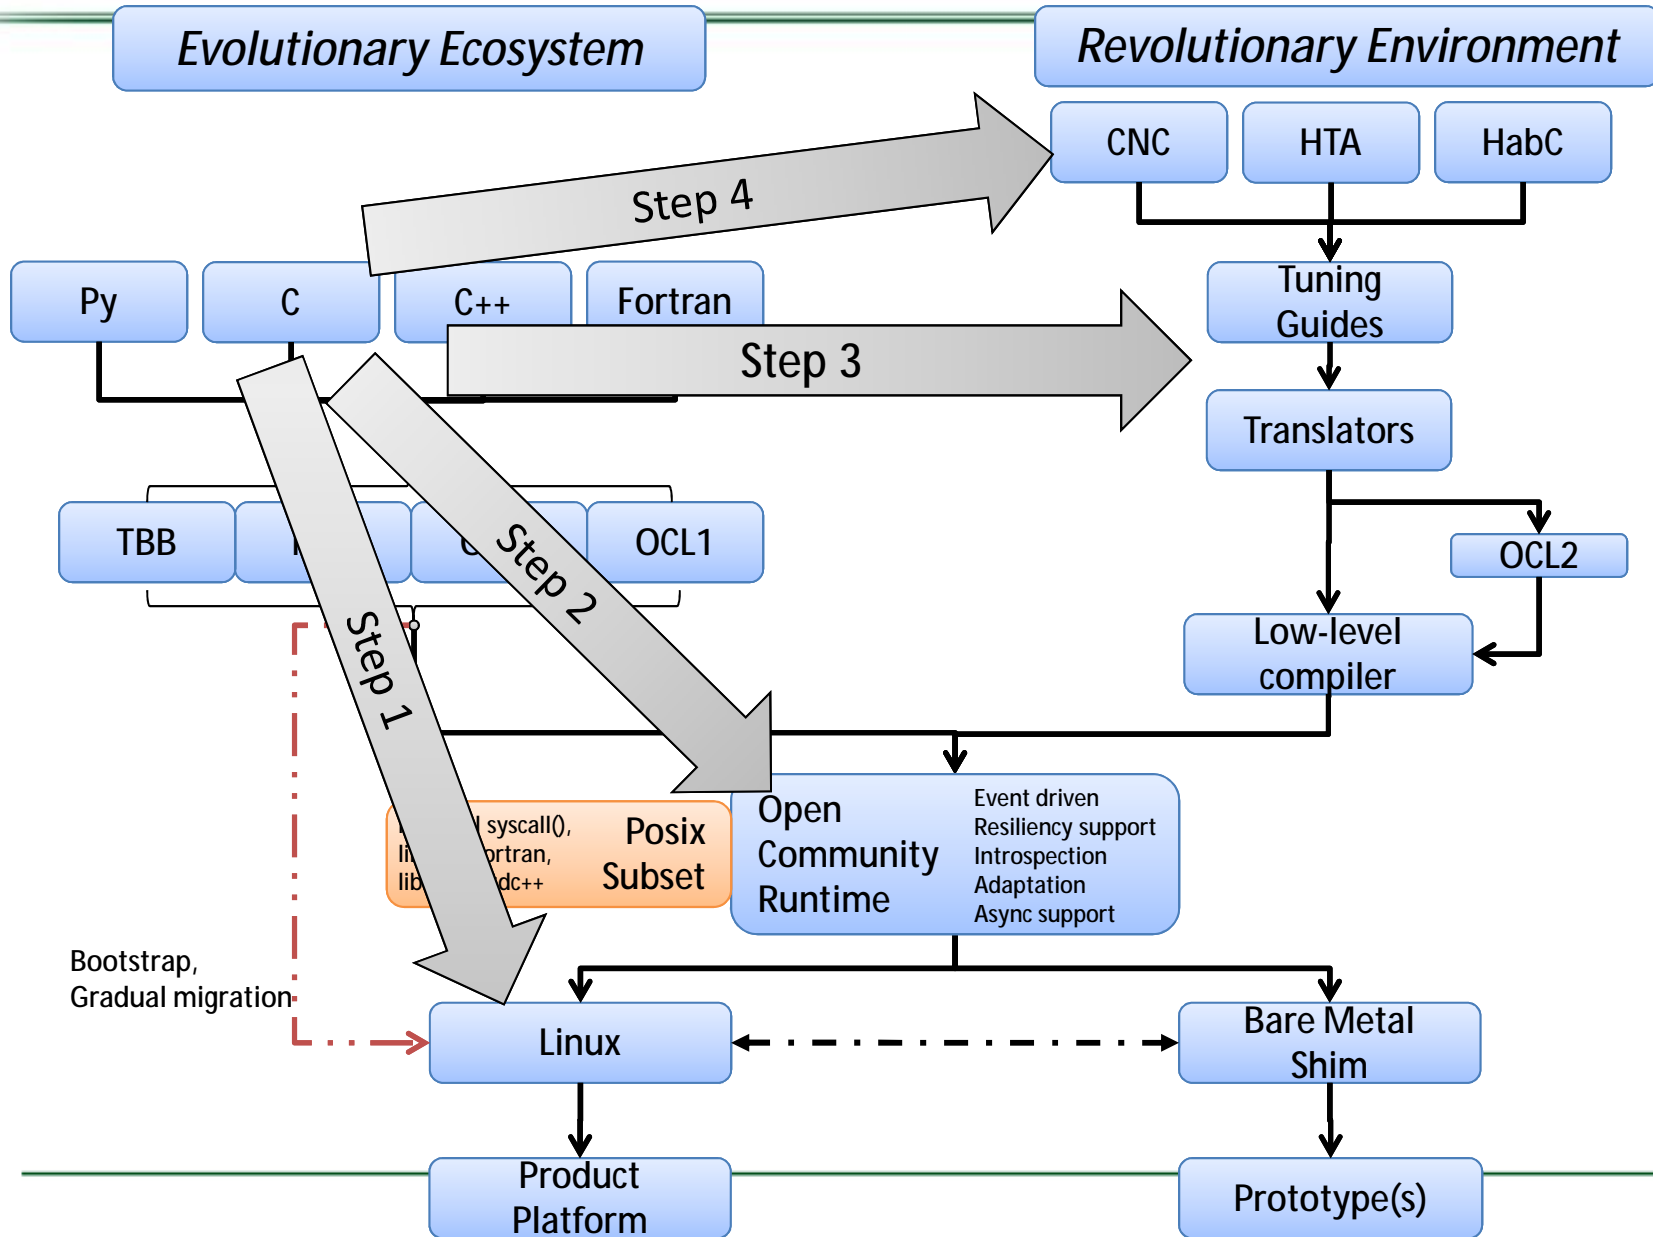 Evolutionary Ecosystem
Revolutionary Environment
CNC
HTA
HabC
Step 4
Py
C
C++
Fortran
Tuning
Guides
Step 3
Translators
TBB
OCL1
Step 2
OCL2
Step 1
Low-level
compiler
syscall(),
Posix
Subset
Open
Community
Runtime
Event driven
Resiliency support
Introspection
Adaptation
Async support
Bootstrap,
Gradual migration
Linux
Bare Metal
Shim
Product
Platform
Prototype(s)